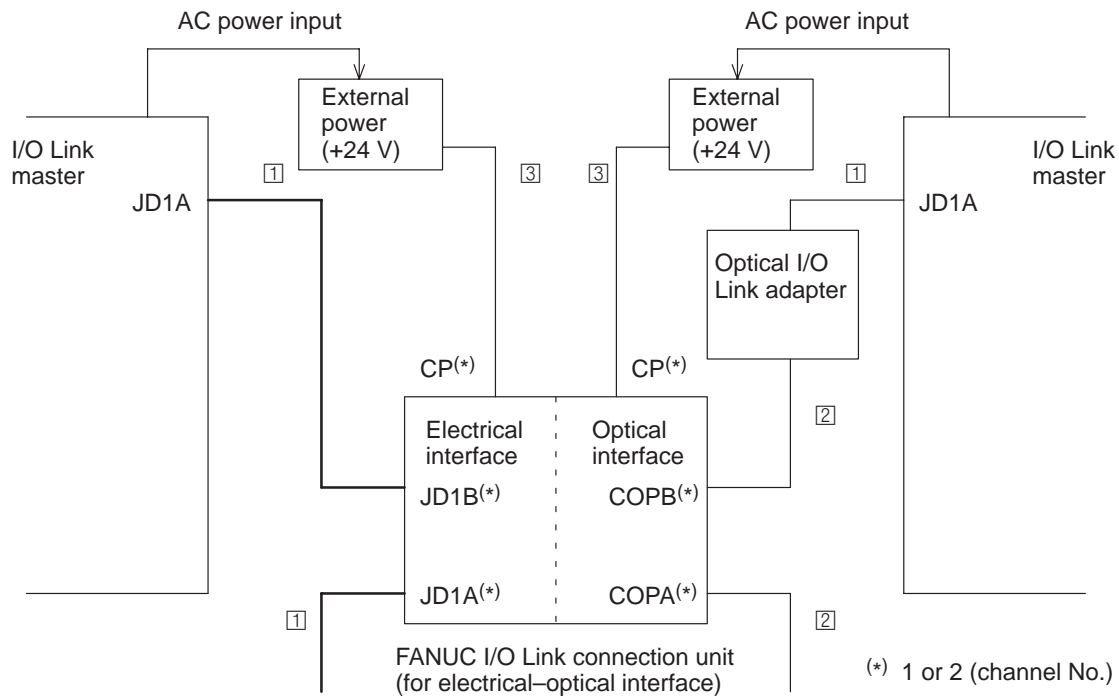 AC power input
AC power input
External
power
(+24 V)
External
power
(+24 V)
I/O Link
master
I/O Link
master
1
3
3
1
JD1A
JD1A
Optical I/O
Link adapter
CP(*)
CP(*)
2
Electrical
interface
Optical
interface
JD1B(*)
COPB(*)
JD1A(*)
COPA(*)
1
2
FANUC I/O Link connection unit
(for electrical–optical interface)
(*) 1 or 2 (channel No.)